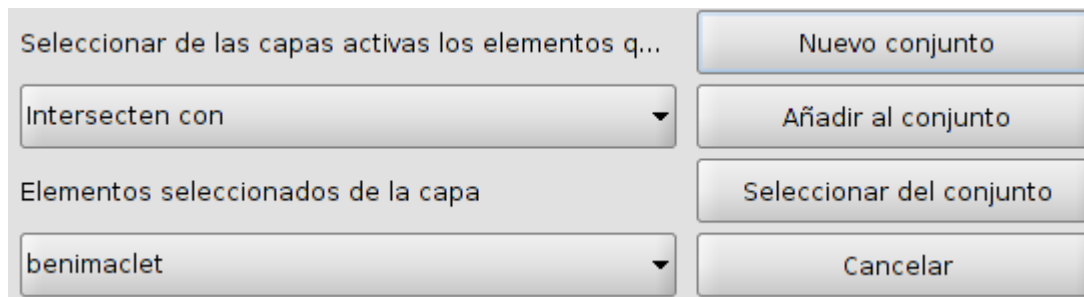 Seleccionar de las capas activas los elementos q...
Nuevo conjunto
Intersecten con
Añadir al conjunto
Elementos seleccionados de la capa
Seleccionar del conjunto
benimaclet
Cancelar